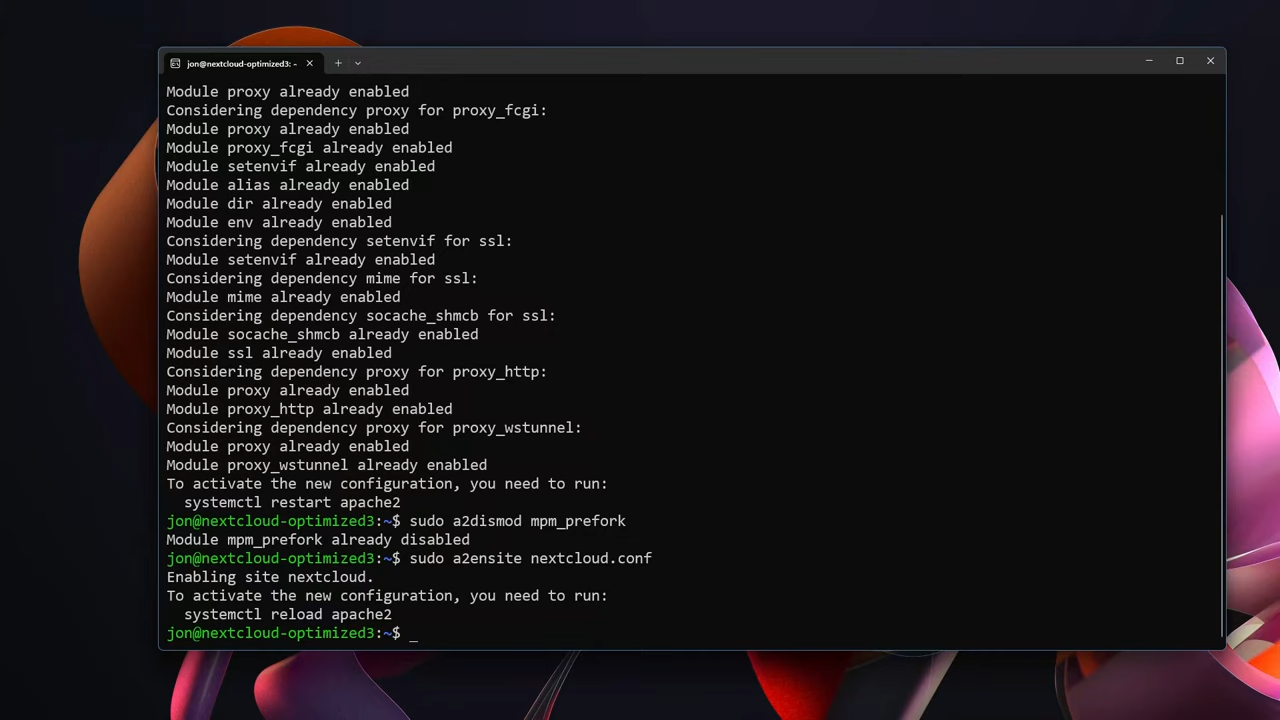 jon@nextcloud-optimized3: ~
Module proxy already enabled
Considering dependency proxy for proxy_fcgi:
Module proxy already enabled
Module proxy_fcgi already enabled
Module setenvif already enabled
Module alias already enabled
Module dir already enabled
Module env already enabled
Considering dependency setenvif for ssl:
Module setenvif already enabled
Considering dependency mime for ssl:
Module mime already enabled
Considering dependency socache_shmcb for ssl:
Module socache_shmcb already enabled
Module ssl already enabled
Considering dependency proxy for proxy_http:
Module proxy already enabled
Module proxy_http already enabled
Considering dependency proxy for proxy_wstunnel:
Module proxy already enabled
Module proxy_wstunnel already enabled
To activate the new configuration, you need to run:
  systemctl restart apache2
jon@nextcloud-optimized3:~$ sudo a2dismod mpm_prefork
Module mpm_prefork already disabled
jon@nextcloud-optimized3:~$ sudo a2ensite nextcloud.conf
Enabling site nextcloud.
To activate the new configuration, you need to run:
  systemctl reload apache2
jon@nextcloud-optimized3:~$ _